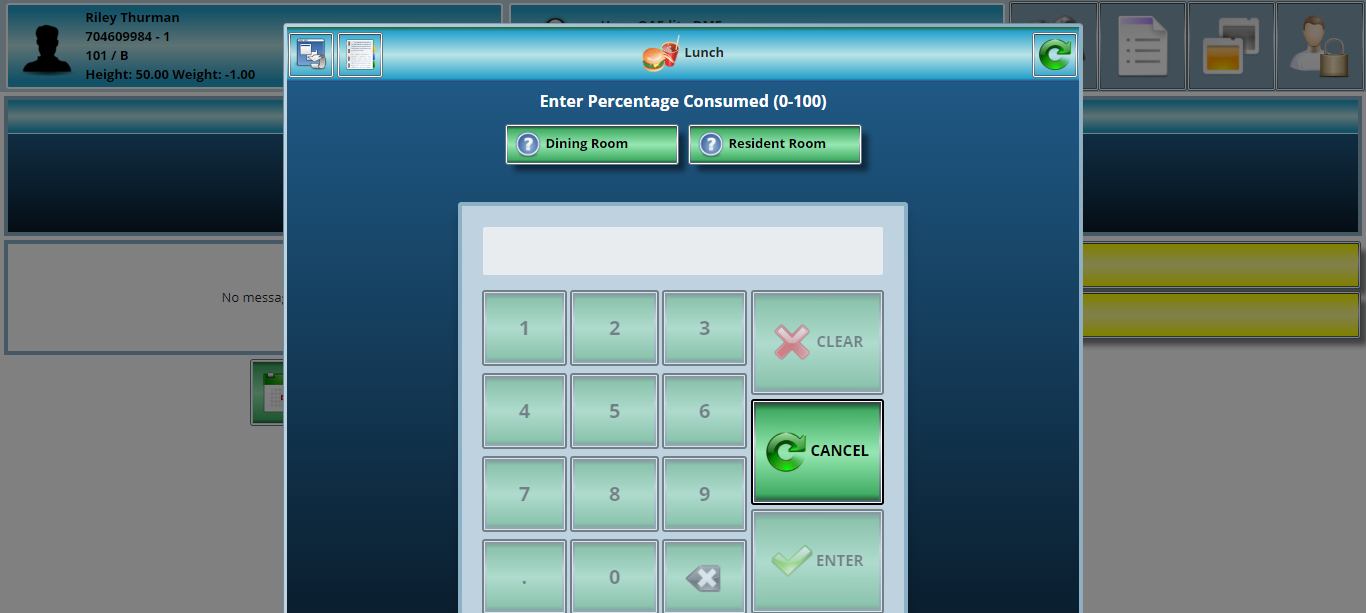 Riley Thurman
704609984 - 1
101 / B
Height: 50.00 Weight: -1.00
Lunch
Enter Percentage Consumed (0-100)
Dining Room
Resident Room
No messag
1 2 3 CLEAR
4 5 6 CANCEL
7 8 9 ENTER
. 0